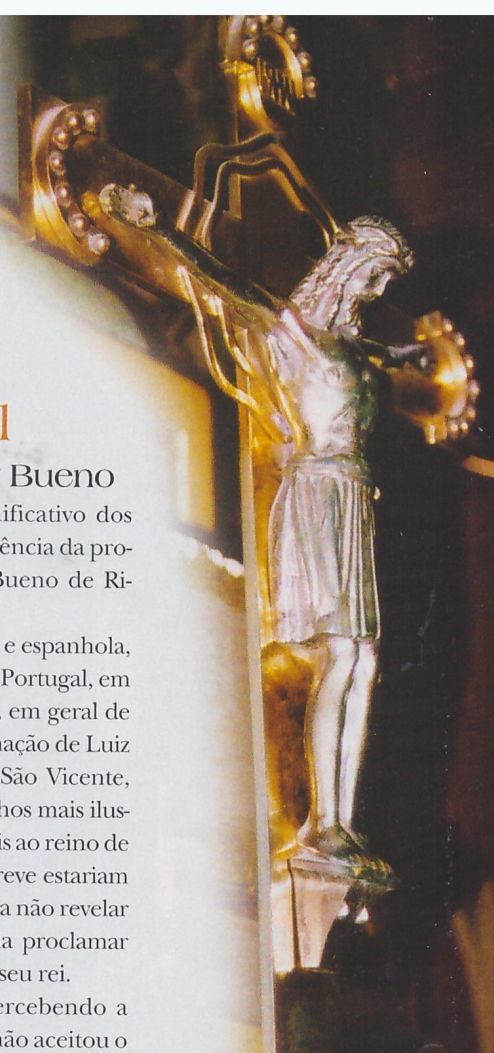 l
Bueno
nificativo dos
ência da pro-
Bueno de Ri-
e espanhola,
Portugal, em
, em geral de
nação de Luiz
São Vicente,
hos mais ilus-
is ao reino de
reve estariam
a não revelar
a proclamar
seu rei.
ercebendo a
não aceitou o